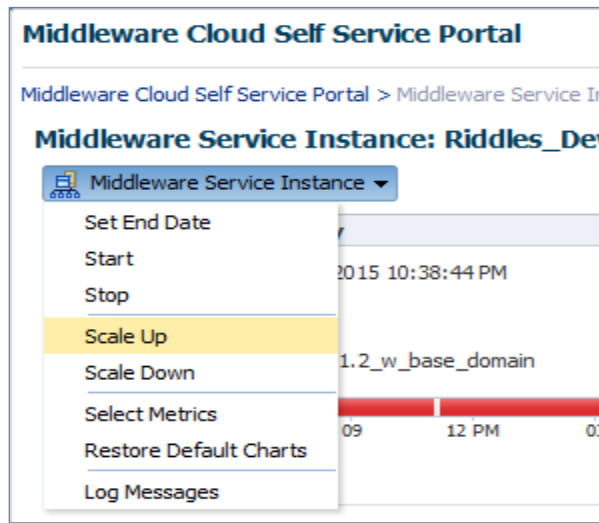 Middleware Cloud Self Service Portal
Middleware Cloud Self Service Portal > Middleware Service
Middleware Service Instance:
Middleware Service Instance
Set End Date
Start
2015 10:38:44 PM
Stop
Scale Up
1.2_w_base_domain
Scale Down
Select Metrics
09 12 PM
Restore Default Charts
Log Messages